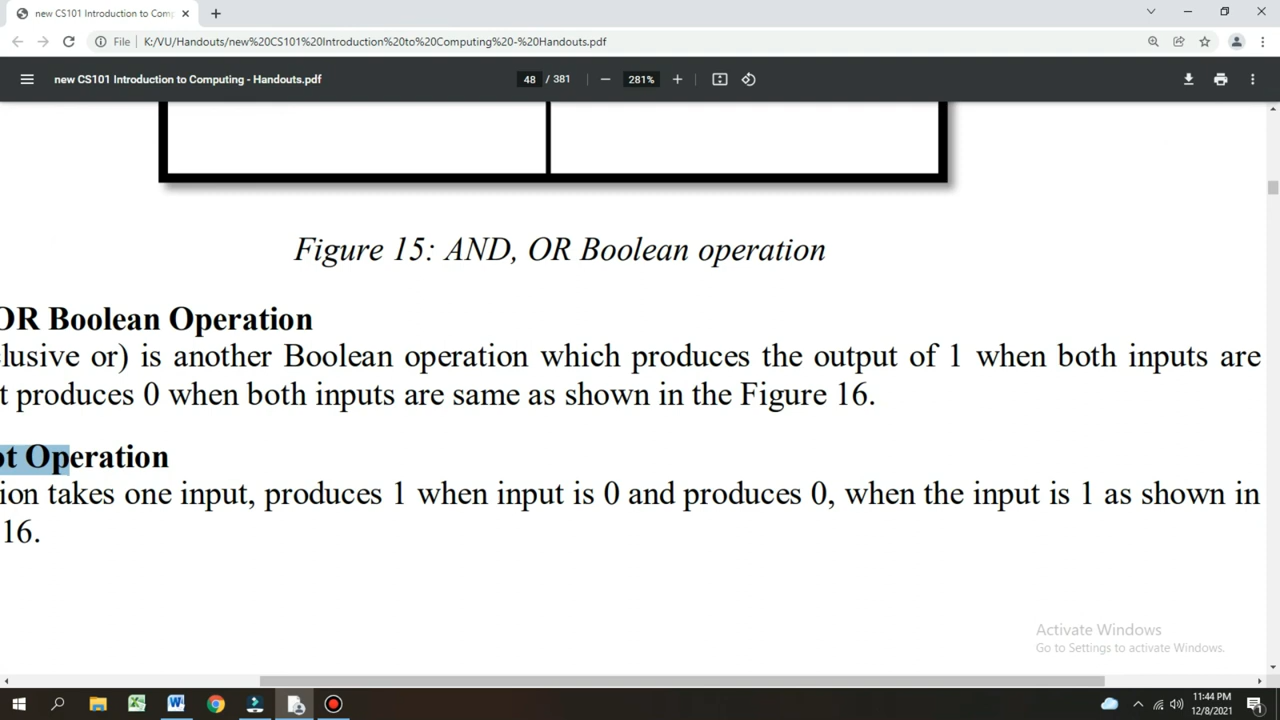 new CS101 Introduction to Comp
File
K:/VU/Handouts/new%20CS101%20Introduction%20to%20Computing%20-%20Handouts.pdf
new CS101 Introduction to Computing - Handouts.pdf
48 / 381
281%
Figure 15: AND, OR Boolean operation
OR Boolean Operation
clusive or) is another Boolean operation which produces the output of 1 when both inputs are
t produces 0 when both inputs are same as shown in the Figure 16.
ot Operation
ion takes one input, produces 1 when input is 0 and produces 0, when the input is 1 as shown in
16.
Activate Windows
Go to Settings to activate Windows.
11:44 PM
12/8/2021
1